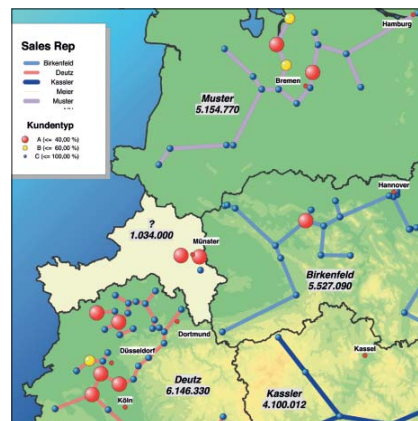 Sales Rep
Birkenfeld
Deutz
Kassler
Meier
Muster
Kundentyp
A (<= 40,00 %)
B (<= 60,00 %)
C (<= 100,00 %)
Hamburg
Bremen
Muster
5.154.770
Hannover
?
1.034.000
Münster
Birkenfeld
5.527.090
Dortmund
Düsseldorf
Kassel
Deutz
6.146.330
Kassler
4.100.012
Köln